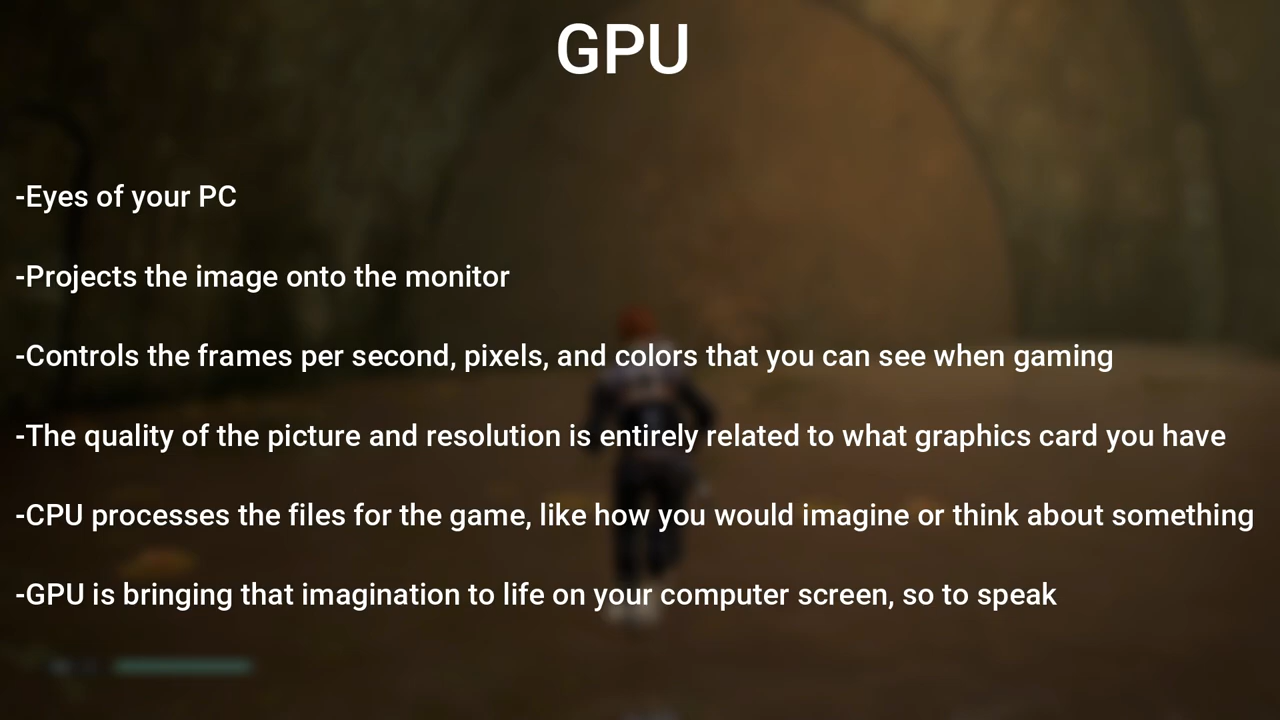 GPU
-Eyes of your PC
-Projects the image onto the monitor
-Controls the frames per second, pixels, and colors that you can see when gaming
-The quality of the picture and resolution is entirely related to what graphics card you have
-CPU processes the files for the game, like how you would imagine or think about something
-GPU is bringing that imagination to life on your computer screen, so to speak